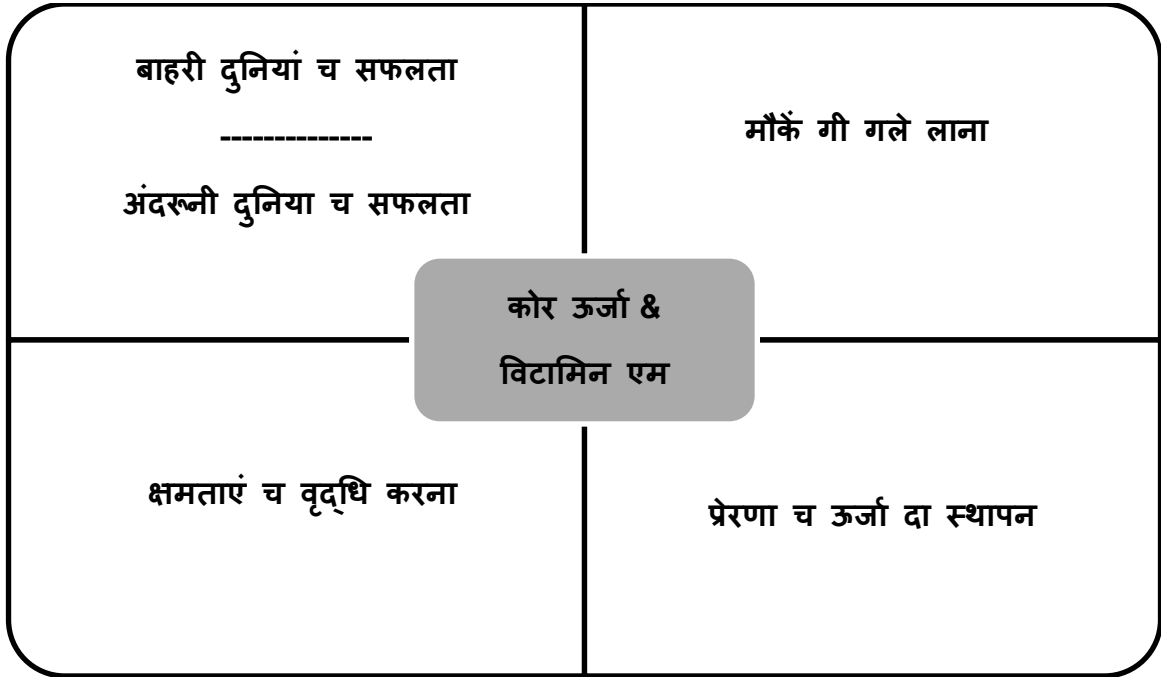 बाहरी दुनियां च सफलता
--------------
अंदरूनी दुनिया च सफलता
मौकें गी गले लाना
कोर ऊर्जा &
विटामिन एम
क्षमताएं च वृद्धि करना
प्रेरणा च ऊर्जा दा स्थापन